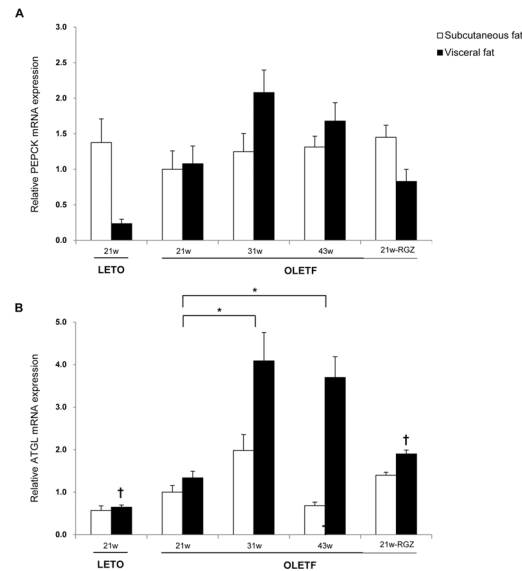 A
Subcutaneous fat
Visceral fat
Relative PEPCK mRNA expression
3.0
2.5
2.0
1.5
1.0
0.5
0.0
21w
21w
31w
43w
21w-RGZ
LETO
OLETF
B
*
*
Relative ATGL mRNA expression
5.0
4.0
3.0
2.0
1.0
0.0
†
†
21w
21w
31w
43w
21w-RGZ
LETO
OLETF